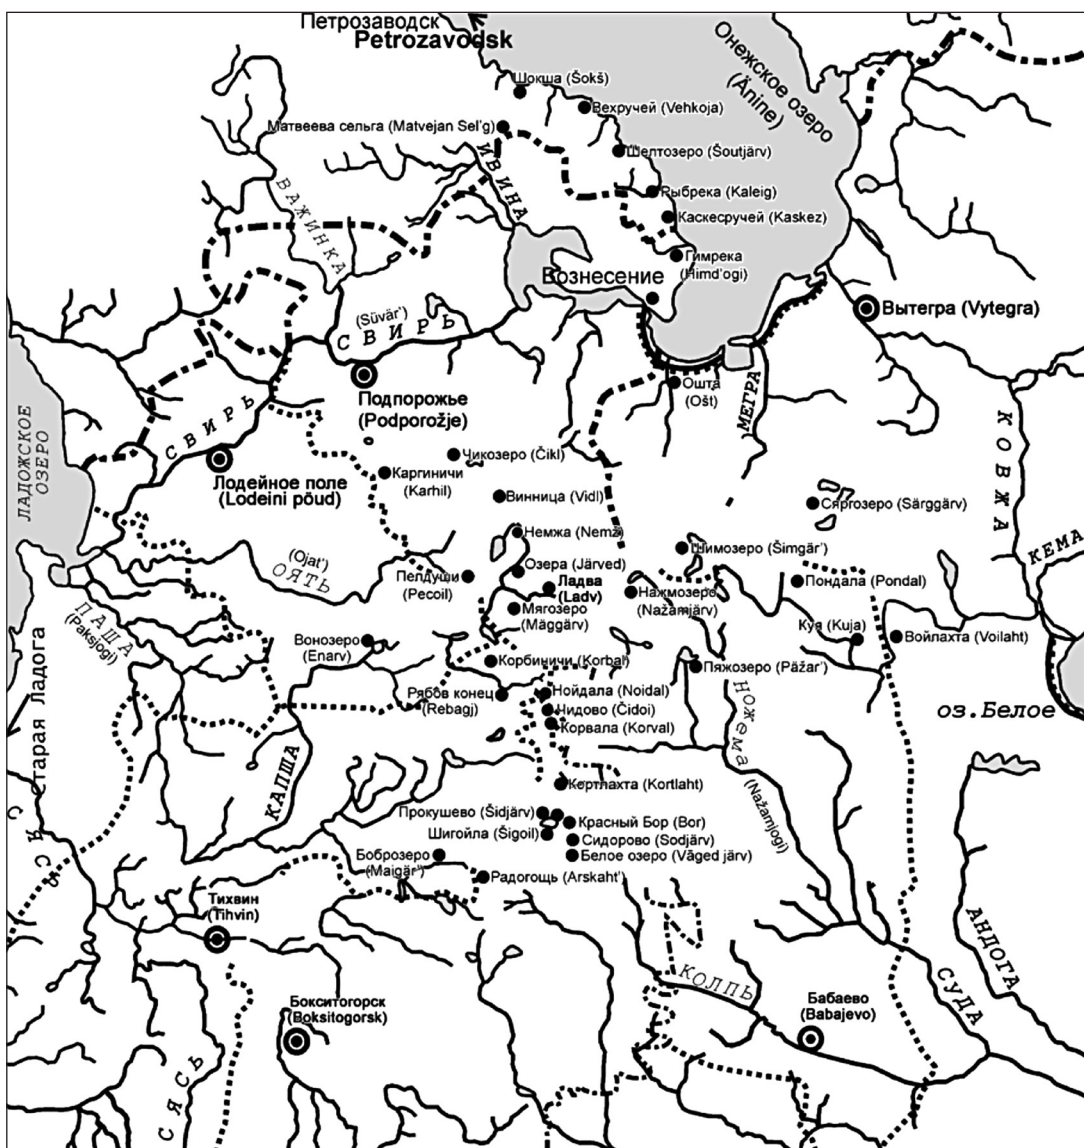 Петрозаводск
Petrozavodsk
Онежское озеро
(Änine)
Шокша (Šokš)
Вехручей (Vehkoja)
Матвеева сельга (Matvejan Sel'g)
ИВИНА
Шелтозеро (Šoutjärv)
ВАЖИНКА
Рыбрека (Kaleig)
Каскесручей (Kaskez)
Гимрека
(Himd'ogi)
Вознесение
Вытегра (Vytegra)
(Süvär')
СВИРЬ
Подпорожье
(Podporožje)
Ошта
(Ošt)
МЕГРА
КОВЖА
ЛАДОЖСКОЕ
ОЗЕРО
СВИРЬ
Лодейное поле
(Lodeini pöud)
Чикозеро (Čikl)
Каргиничи
(Karhil)
Винница (Vidl)
Сяргозеро (Särggärv)
Немжа (Nemž)
Шимозеро (Šimgär')
КЕМА
(Ojat')
ОЯТЬ
Озера (Järved)
Пелдуши
(Pecoil)
Ладва
(Ladv)
Нажмозеро
(Nažamjärv)
Пондала (Pondal)
ПАША
(Paksjogi)
Мягозеро
(Mäggärv)
Куя (Kuja)
Войлахта (Voilaht)
Вонозеро
(Enarv)
Корбиничи (Korbal)
Пяжозеро (Päžar')
Рябов конец
(Rebagj)
Нойдала (Noidal)
Чидово (Čidoi)
Корвала (Korval)
Ножема
(Nažamjogi)
оз.Белое
Старая Ладога
КАПША
Кортлахта (Kortlaht)
Прокушево (Šidjärv)
Красный Бор (Bor)
Шигойла (Šigoil)
Сидорово (Sodjärv)
Боброзеро
(Maigär')
Белое озеро (Vâged järv)
Радогощь (Arskaht')
СЯСЬ
Тихвин
(Tihvin)
АНДОГА
КОЛПЬ
СУДА
Бокситогорск
(Boksitogorsk)
Бабаево
(Babajevo)
СЯСЬ